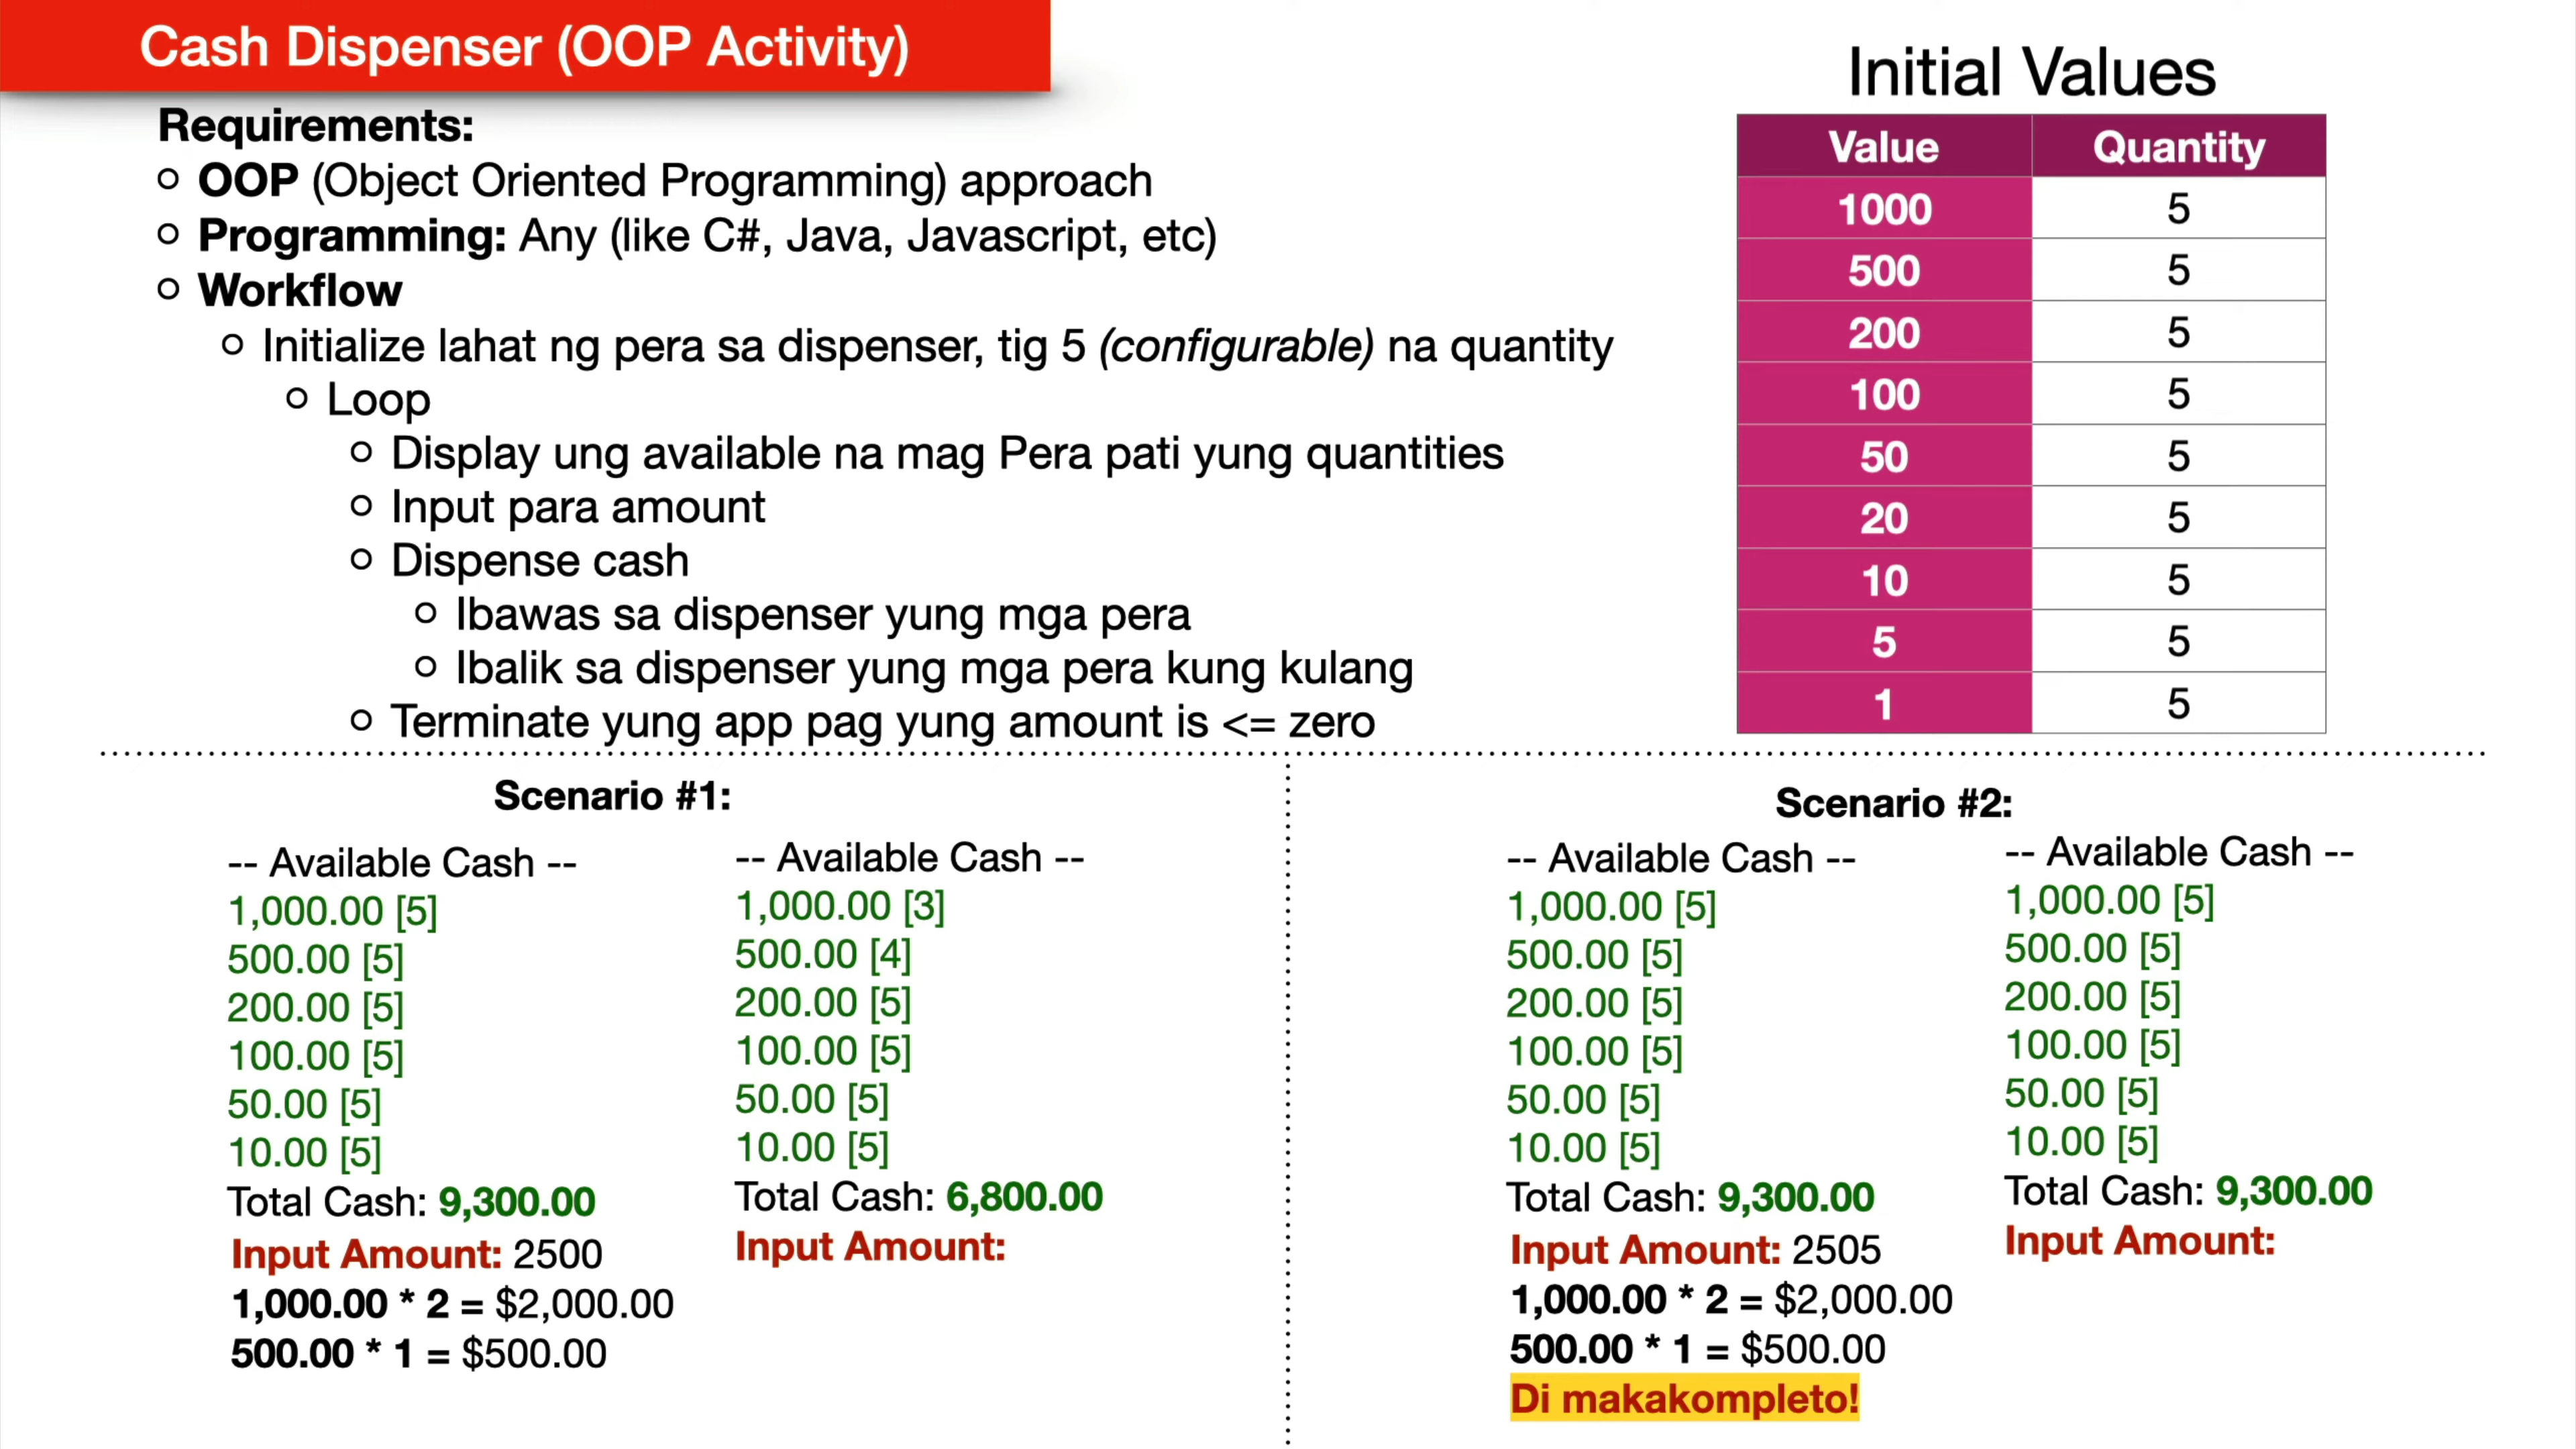 Cash Dispenser (OOP Activity)
Requirements:
OOP (Object Oriented Programming) approach
Programming: Any (like C#, Java, Javascript, etc)
Workflow
Initialize lahat ng pera sa dispenser, tig 5 (configurable) na quantity
Loop
Display ung available na mag Pera pati yung quantities
Input para amount
Dispense cash
Ibawas sa dispenser yung mga pera
Ibalik sa dispenser yung mga pera kung kulang
Terminate yung app pag yung amount is <= zero
Initial Values
Value Quantity
1000 5
500 5
200 5
100 5
50 5
20 5
10 5
5 5
1 5
Scenario #1:
-- Available Cash --
1,000.00 [5]
500.00 [5]
200.00 [5]
100.00 [5]
50.00 [5]
10.00 [5]
Total Cash: 9,300.00
Input Amount: 2500
1,000.00 * 2 = $2,000.00
500.00 * 1 = $500.00
-- Available Cash --
1,000.00 [3]
500.00 [4]
200.00 [5]
100.00 [5]
50.00 [5]
10.00 [5]
Total Cash: 6,800.00
Input Amount:
Scenario #2:
-- Available Cash --
1,000.00 [5]
500.00 [5]
200.00 [5]
100.00 [5]
50.00 [5]
10.00 [5]
Total Cash: 9,300.00
Input Amount: 2505
1,000.00 * 2 = $2,000.00
500.00 * 1 = $500.00
Di makakompleto!
-- Available Cash --
1,000.00 [5]
500.00 [5]
200.00 [5]
100.00 [5]
50.00 [5]
10.00 [5]
Total Cash: 9,300.00
Input Amount: